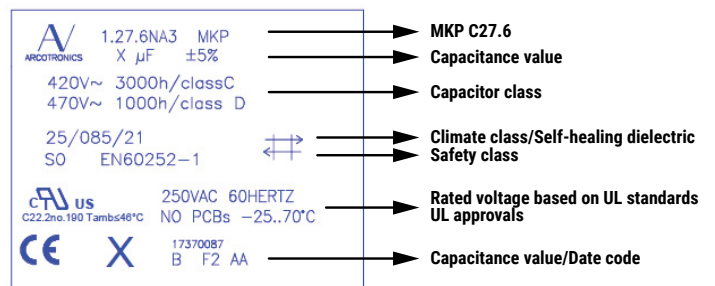 1.27.6NA3 MKP
ARCOTRONICS X µF ±5%
420V~ 3000h/classC
470V~ 1000h/class D
25/085/21
SO EN60252-1
c US 250VAC 60HERTZ
C22.2no.190 Tamb≤46°C NO PCBs -25..70°C
CE X 17370087
B F2 AA
MKP C27.6
Capacitance value
Capacitor class
Climate class/Self-healing dielectric
Safety class
Rated voltage based on UL standards
UL approvals
Capacitance value/Date code